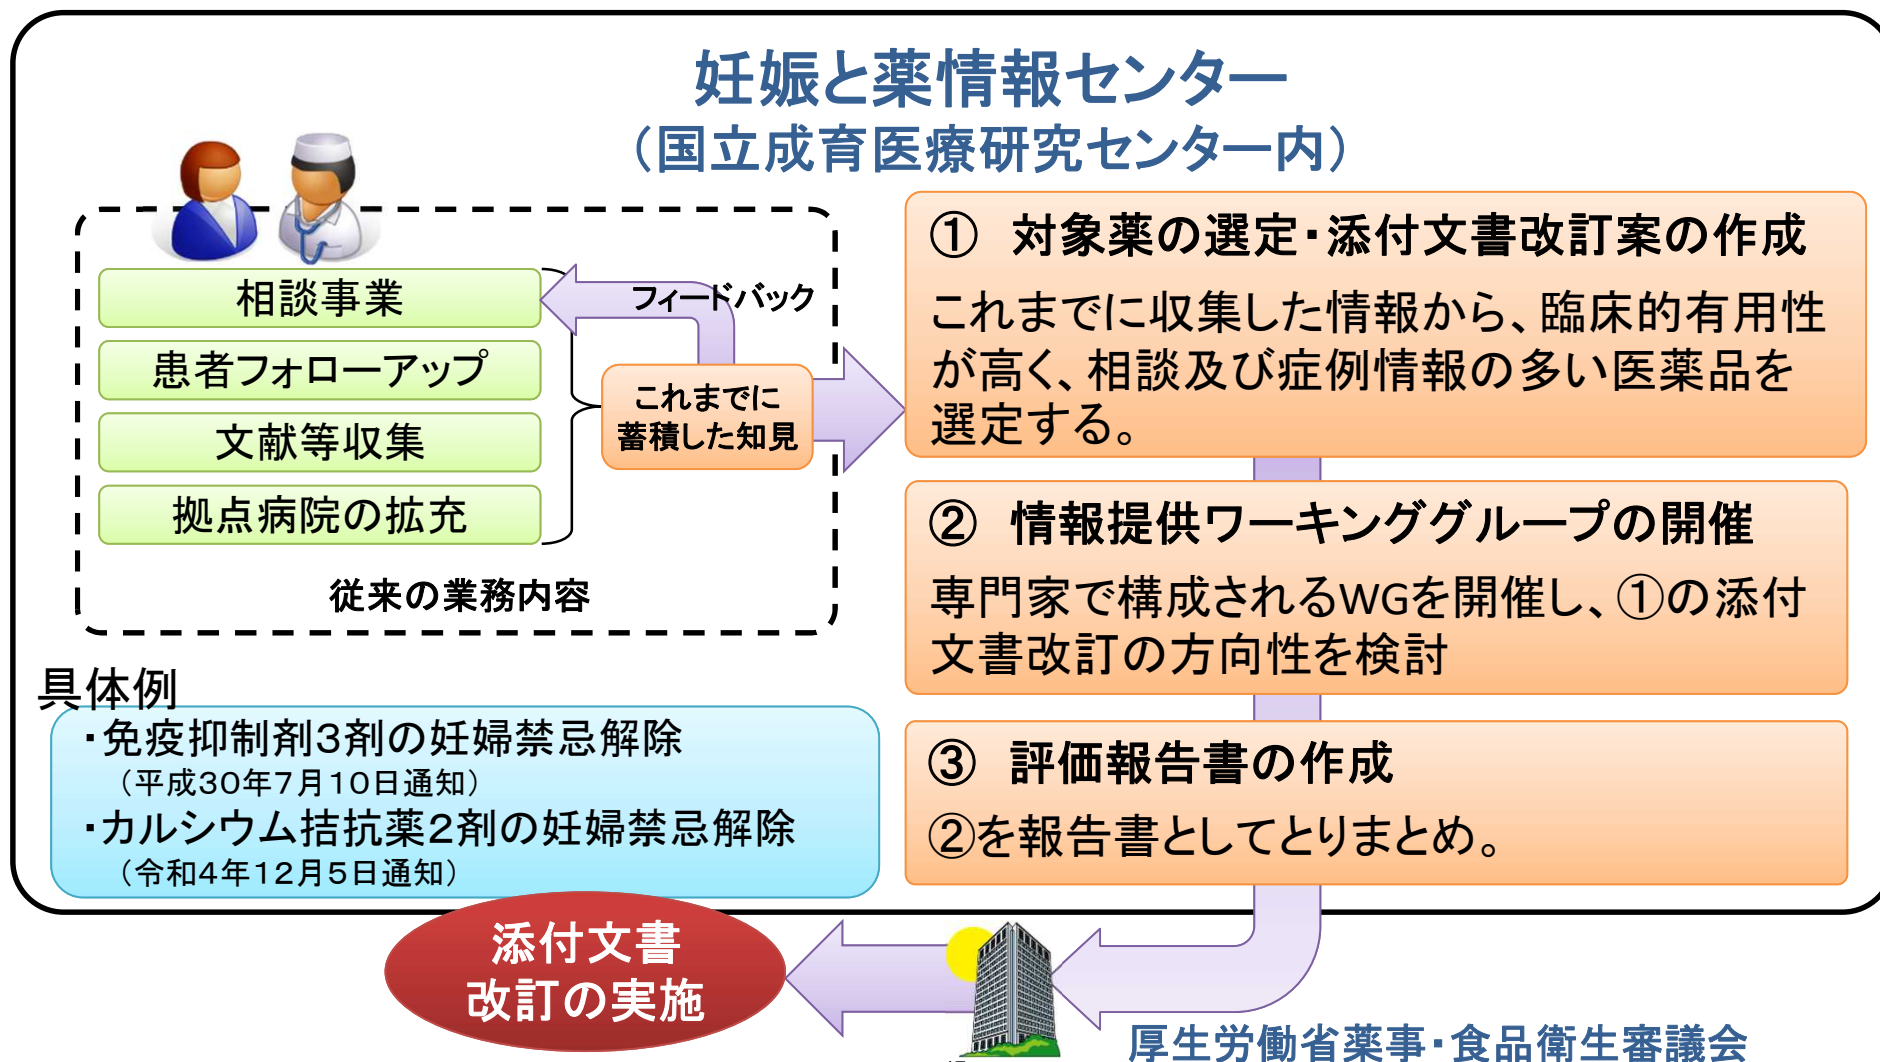 妊娠と薬情報センター
（国立成育医療研究センター内）
相談事業
患者フォローアップ
文献等収集
拠点病院の拡充
フィードバック
これまでに
蓄積した知見
従来の業務内容
① 対象薬の選定・添付文書改訂案の作成
これまでに収集した情報から、臨床的有用性
が高く、相談及び症例情報の多い医薬品を
選定する。
② 情報提供ワーキンググループの開催
専門家で構成されるWGを開催し、①の添付
文書改訂の方向性を検討
③ 評価報告書の作成
②を報告書としてとりまとめ。
具体例
・免疫抑制剤３剤の妊婦禁忌解除
（平成３０年７月１０日通知）
・カルシウム拮抗薬２剤の妊婦禁忌解除
（令和４年１２月５日通知）
添付文書
改訂の実施
厚生労働省薬事・食品衛生審議会